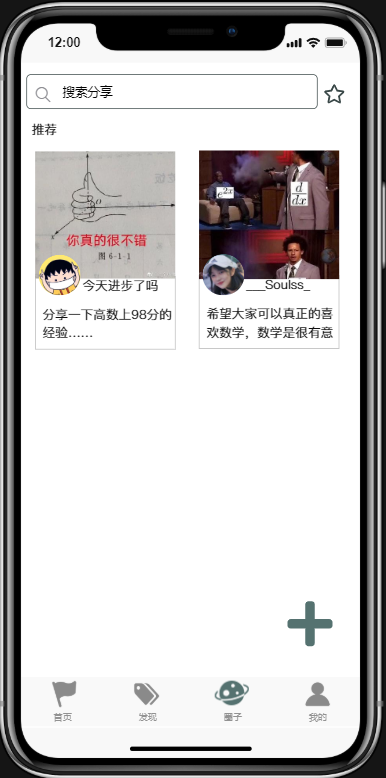 12:00
搜索分享
推荐
o
你真的很不错
图 6-1-1
e^{2x}
d
dx
今天进步了吗
___Soulss_
分享一下高数上98分的
经验……
希望大家可以真正的喜
欢数学，数学是很有意
首页
发现
圈子
我的